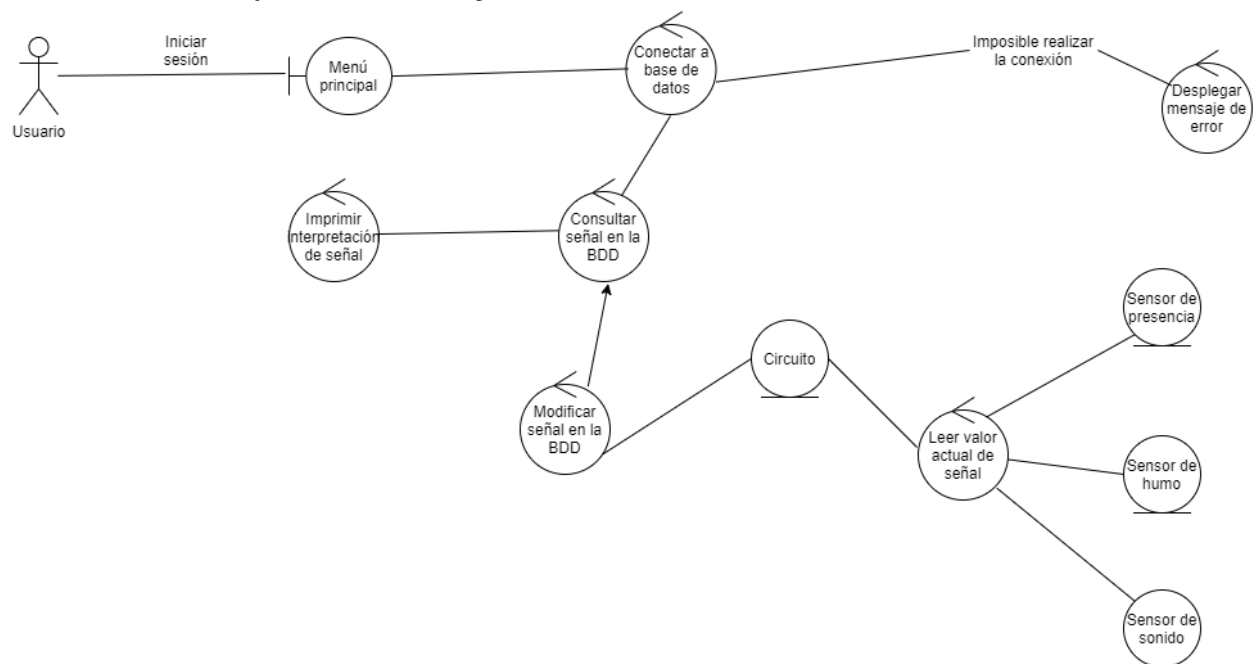 Iniciar
sesión
Usuario
Menú
principal
Conectar a
base de
datos
Imposible realizar
la conexión
Desplegar
mensaje de
error
Imprimir
interpretación
de señal
Consultar
señal en la
BDD
Sensor de
presencia
Circuito
Modificar
señal en la
BDD
Leer valor
actual de
señal
Sensor de
humo
Sensor de
sonido